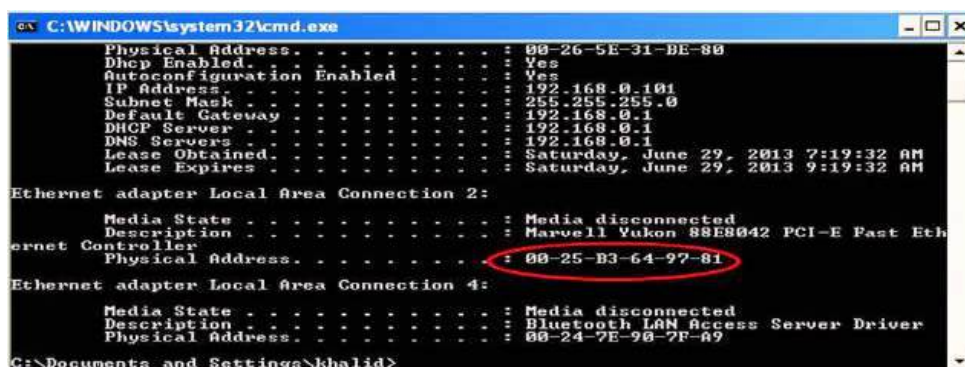 C:\WINDOWS\system32\cmd.exe
Physical Address. . . . . . . . . : 00-26-5E-31-BE-80
Dhcp Enabled. . . . . . . . . . . : Yes
Autoconfiguration Enabled . . . . : Yes
IP Address. . . . . . . . . . . . : 192.168.0.101
Subnet Mask . . . . . . . . . . . : 255.255.255.0
Default Gateway . . . . . . . . . : 192.168.0.1
DHCP Server . . . . . . . . . . . : 192.168.0.1
DNS Servers . . . . . . . . . . . : 192.168.0.1
Lease Obtained. . . . . . . . . . : Saturday, June 29, 2013 7:19:32 AM
Lease Expires . . . . . . . . . . : Saturday, June 29, 2013 9:19:32 AM
Ethernet adapter Local Area Connection 2:
Media State . . . . . . . . . . . : Media disconnected
Description . . . . . . . . . . . : Marvell Yukon 88E8042 PCI-E Fast Eth
ernet Controller
Physical Address. . . . . . . . . : 00-25-B3-64-97-81
Ethernet adapter Local Area Connection 4:
Media State . . . . . . . . . . . : Media disconnected
Description . . . . . . . . . . . : Bluetooth LAN Access Server Driver
Physical Address. . . . . . . . . : 00-24-7E-90-7F-A9
C:\Documents and Settings\khalid>